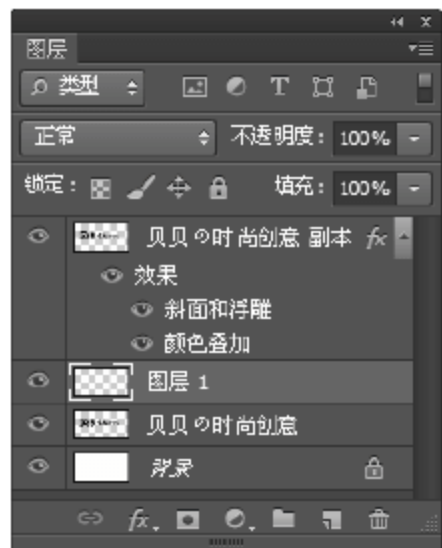 图层
类型 T
正常 不透明度: 100%
锁定: 填充: 100%
贝贝の时尚创意 副本 fx
效果
斜面和浮雕
颜色叠加
图层 1
贝贝の时尚创意
背景
fx.